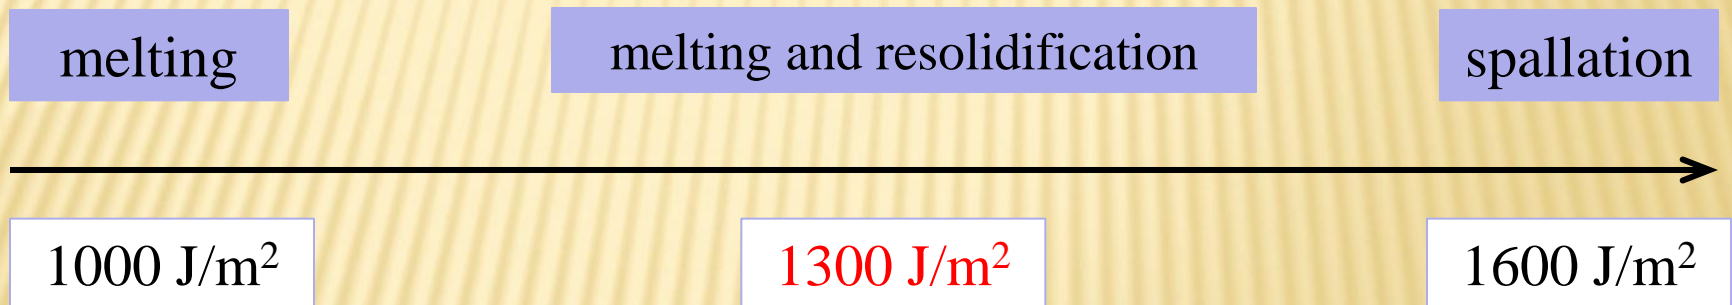 melting
melting and resolidification
spallation
1000 J/m²
1300 J/m²
1600 J/m²